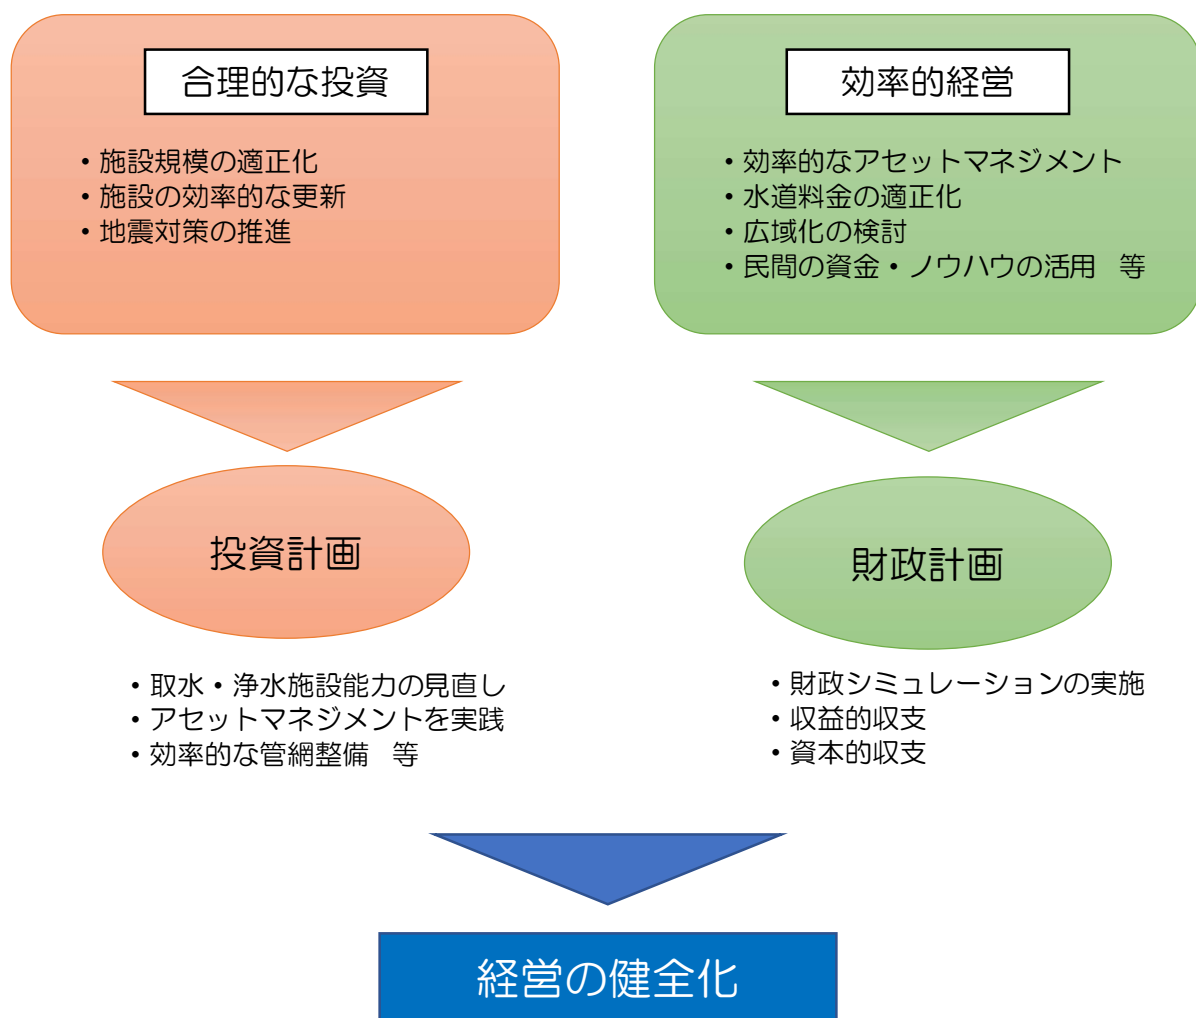 合理的な投資
・施設規模の適正化
・施設の効率的な更新
・地震対策の推進
効率的経営
・効率的なアセットマネジメント
・水道料金の適正化
・広域化の検討
・民間の資金・ノウハウの活用 等
投資計画
・取水・浄水施設能力の見直し
・アセットマネジメントを実践
・効率的な管網整備 等
財政計画
・財政シミュレーションの実施
・収益的収支
・資本的収支
経営の健全化